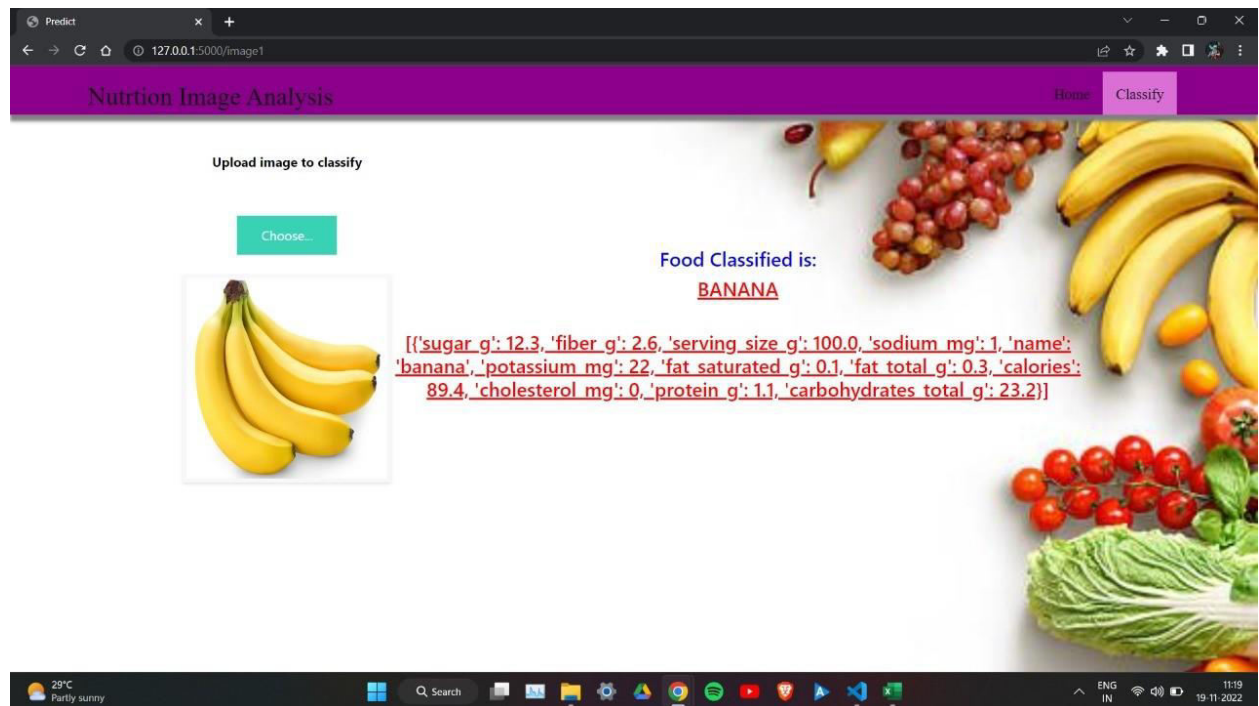 Predict
127.0.0.1:5000/image1
Nutrtion Image Analysis
Home
Classify
Upload image to classify
Choose...
Food Classified is:
BANANA
[{'sugar_g': 12.3, 'fiber_g': 2.6, 'serving_size_g': 100.0, 'sodium_mg': 1, 'name':
'banana', 'potassium_mg': 22, 'fat_saturated_g': 0.1, 'fat_total_g': 0.3, 'calories':
89.4, 'cholesterol_mg': 0, 'protein_g': 1.1, 'carbohydrates_total_g': 23.2}]
29°C
Partly sunny
Search
ENG
IN
11:19
19-11-2022